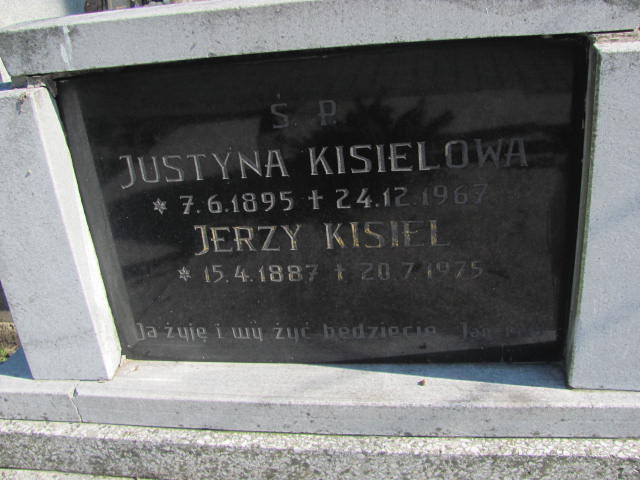 Ś. P.
JUSTYNA KISIELOWA
* 7.6.1895 † 24.12.1967
JERZY KISIEL
* 15.4.1887 † 20.7.1975
Ja żyję i wy żyć będziecie. Jan